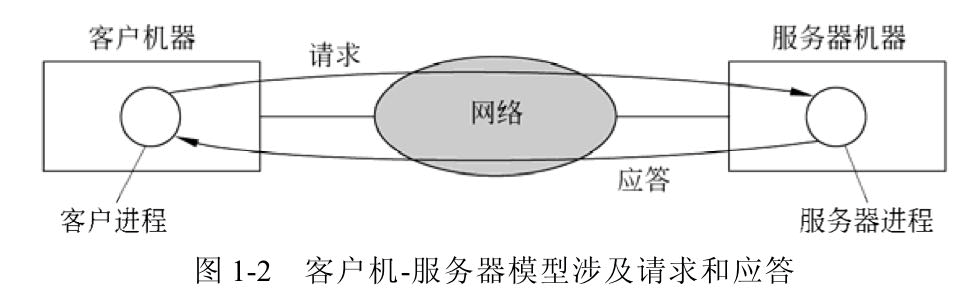 客户机器
服务器机器
请求
网络
应答
客户进程
服务器进程
图 1-2 客户机-服务器模型涉及请求和应答